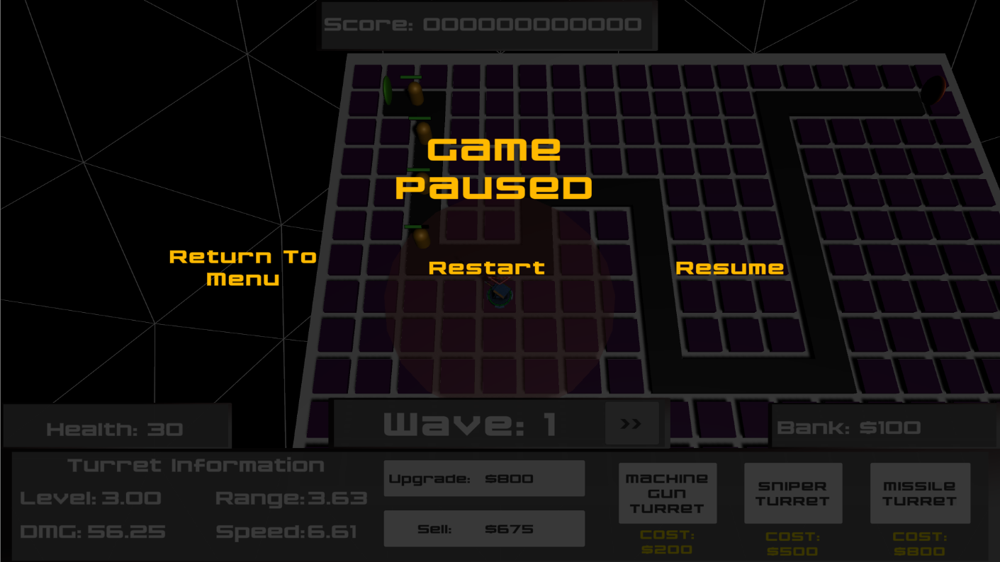 Score: 000000000000
Game
Paused
Return To
Menu
Restart
Resume
Health: 30
Wave: 1
>>
Bank: $100
Turret Information
Level: 3.00
Range: 3.63
DMG: 56.25
Speed: 6.61
Upgrade: $800
Sell: $675
Machine
Gun
Turret
Cost:
$200
Sniper
Turret
Cost:
$500
Missile
Turret
Cost:
$800